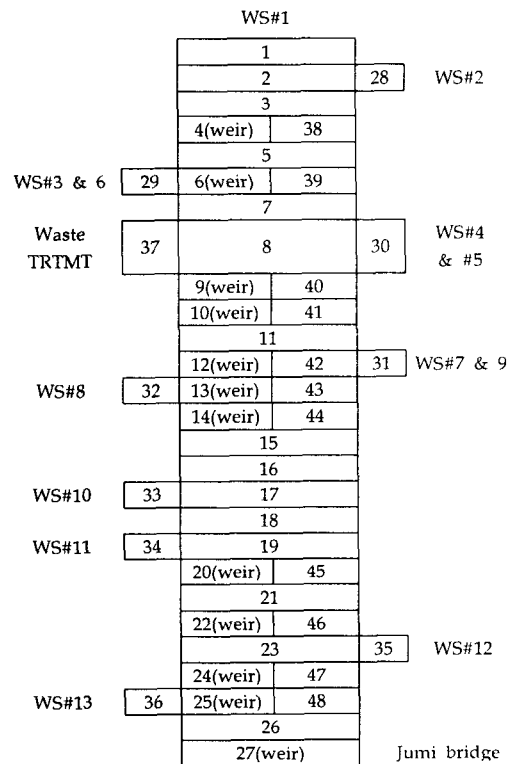 WS#1
1
2 28 WS#2
3
4(weir) 38
5
WS#3 & 6 29 6(weir) 39
7
Waste TRTMT 37 8 30 WS#4 & #5
9(weir) 40
10(weir) 41
11
12(weir) 42 31 WS#7 & 9
WS#8 32 13(weir) 43
14(weir) 44
15
16
WS#10 33 17
18
WS#11 34 19
20(weir) 45
21
22(weir) 46
23 35 WS#12
24(weir) 47
WS#13 36 25(weir) 48
26
27(weir) Jumi bridge